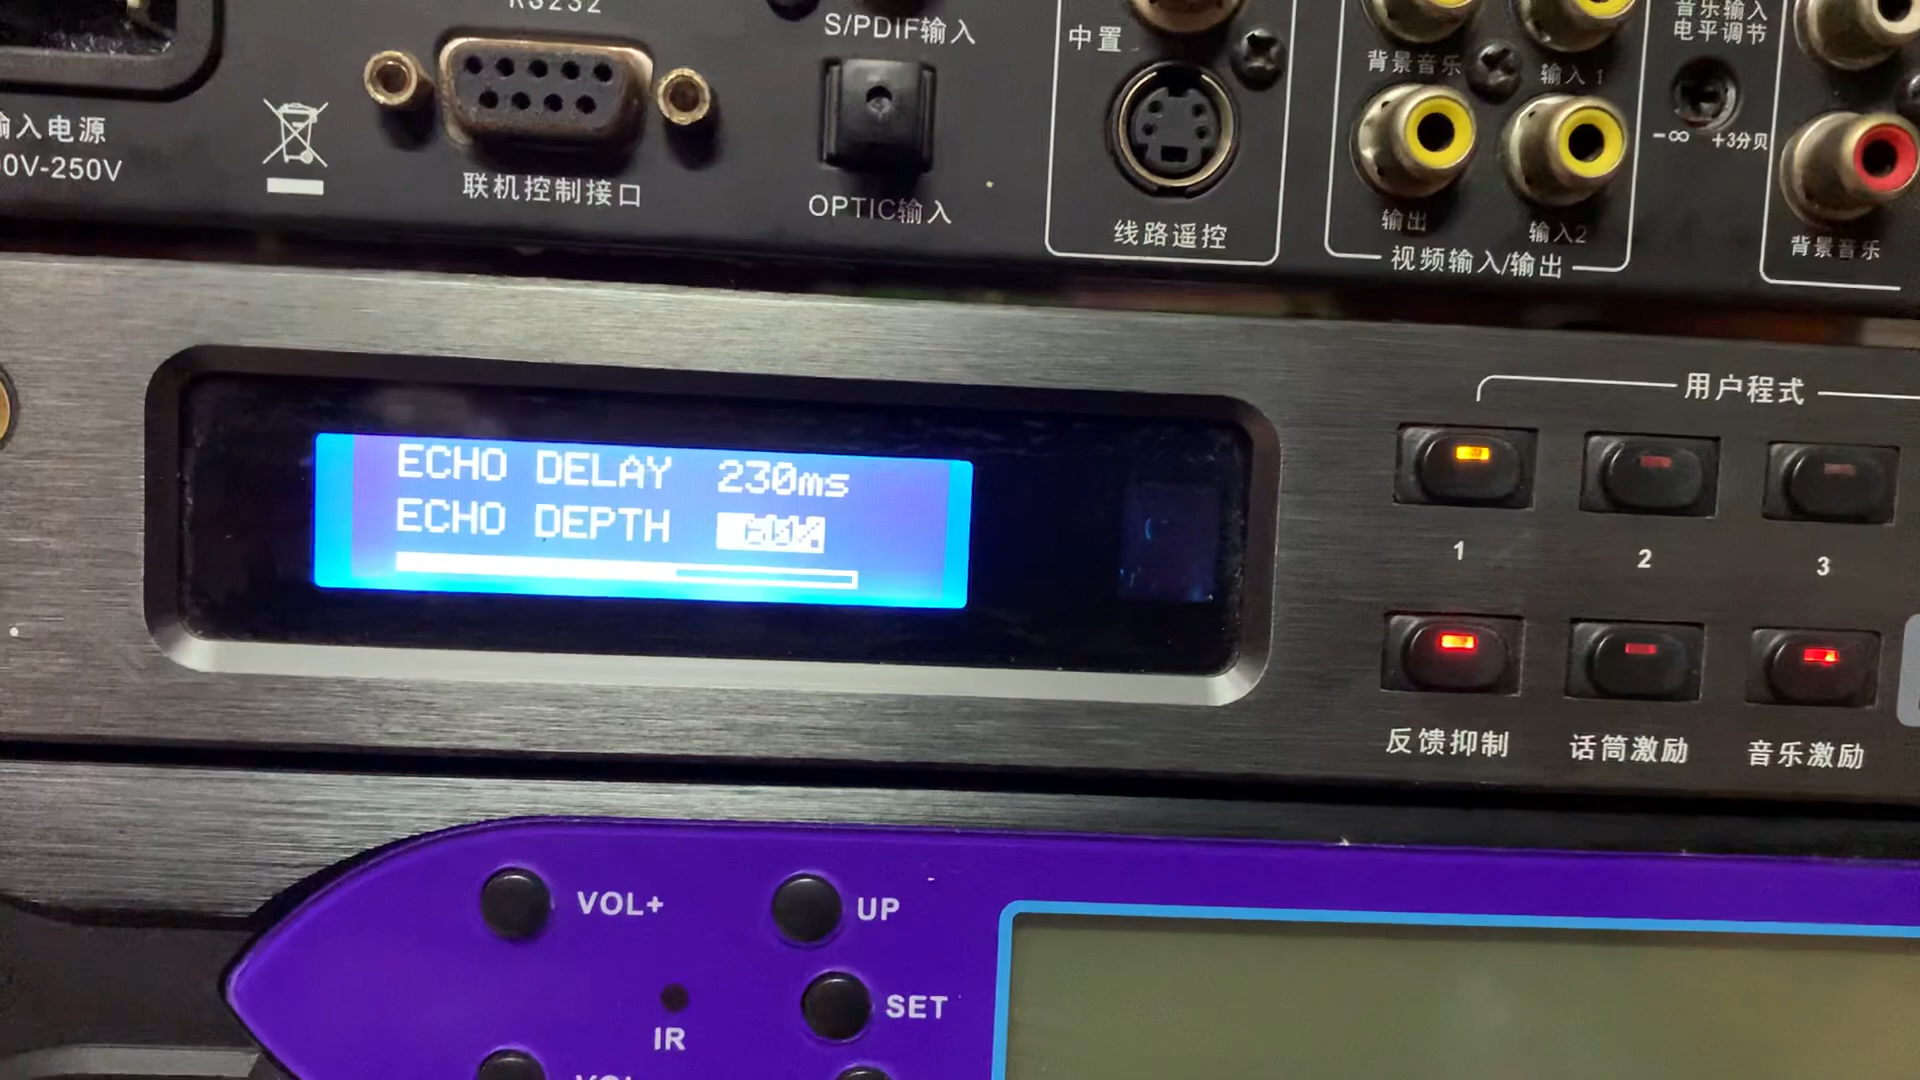 RS232
S/PDIF输入
中置
音乐输入
电平调节
背景音乐
输入 1
输入电源
0V-250V
联机控制接口
OPTIC输入
线路遥控
-∞ +3分贝
输出
输入2
视频输入/输出
背景音乐
用户程式
ECHO DELAY 230ms
ECHO DEPTH 60%
1
2
3
反馈抑制
话筒激励
音乐激励
VOL+
UP
SET
IR